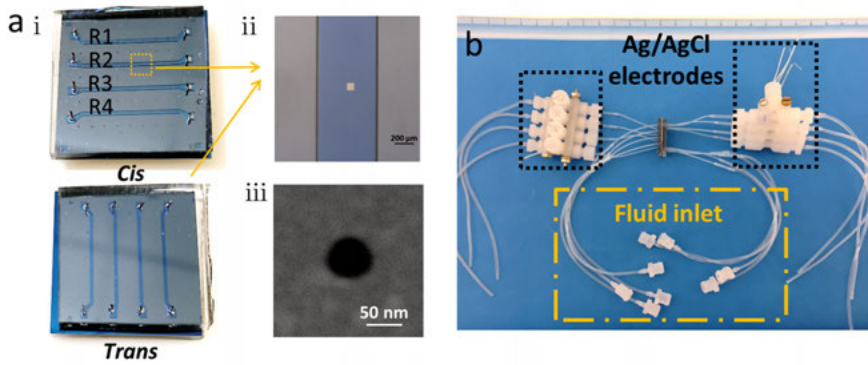 a
i
R1
R2
R3
R4
Cis
Trans
ii
200 μm
iii
50 nm
b
Ag/AgCl
electrodes
Fluid inlet